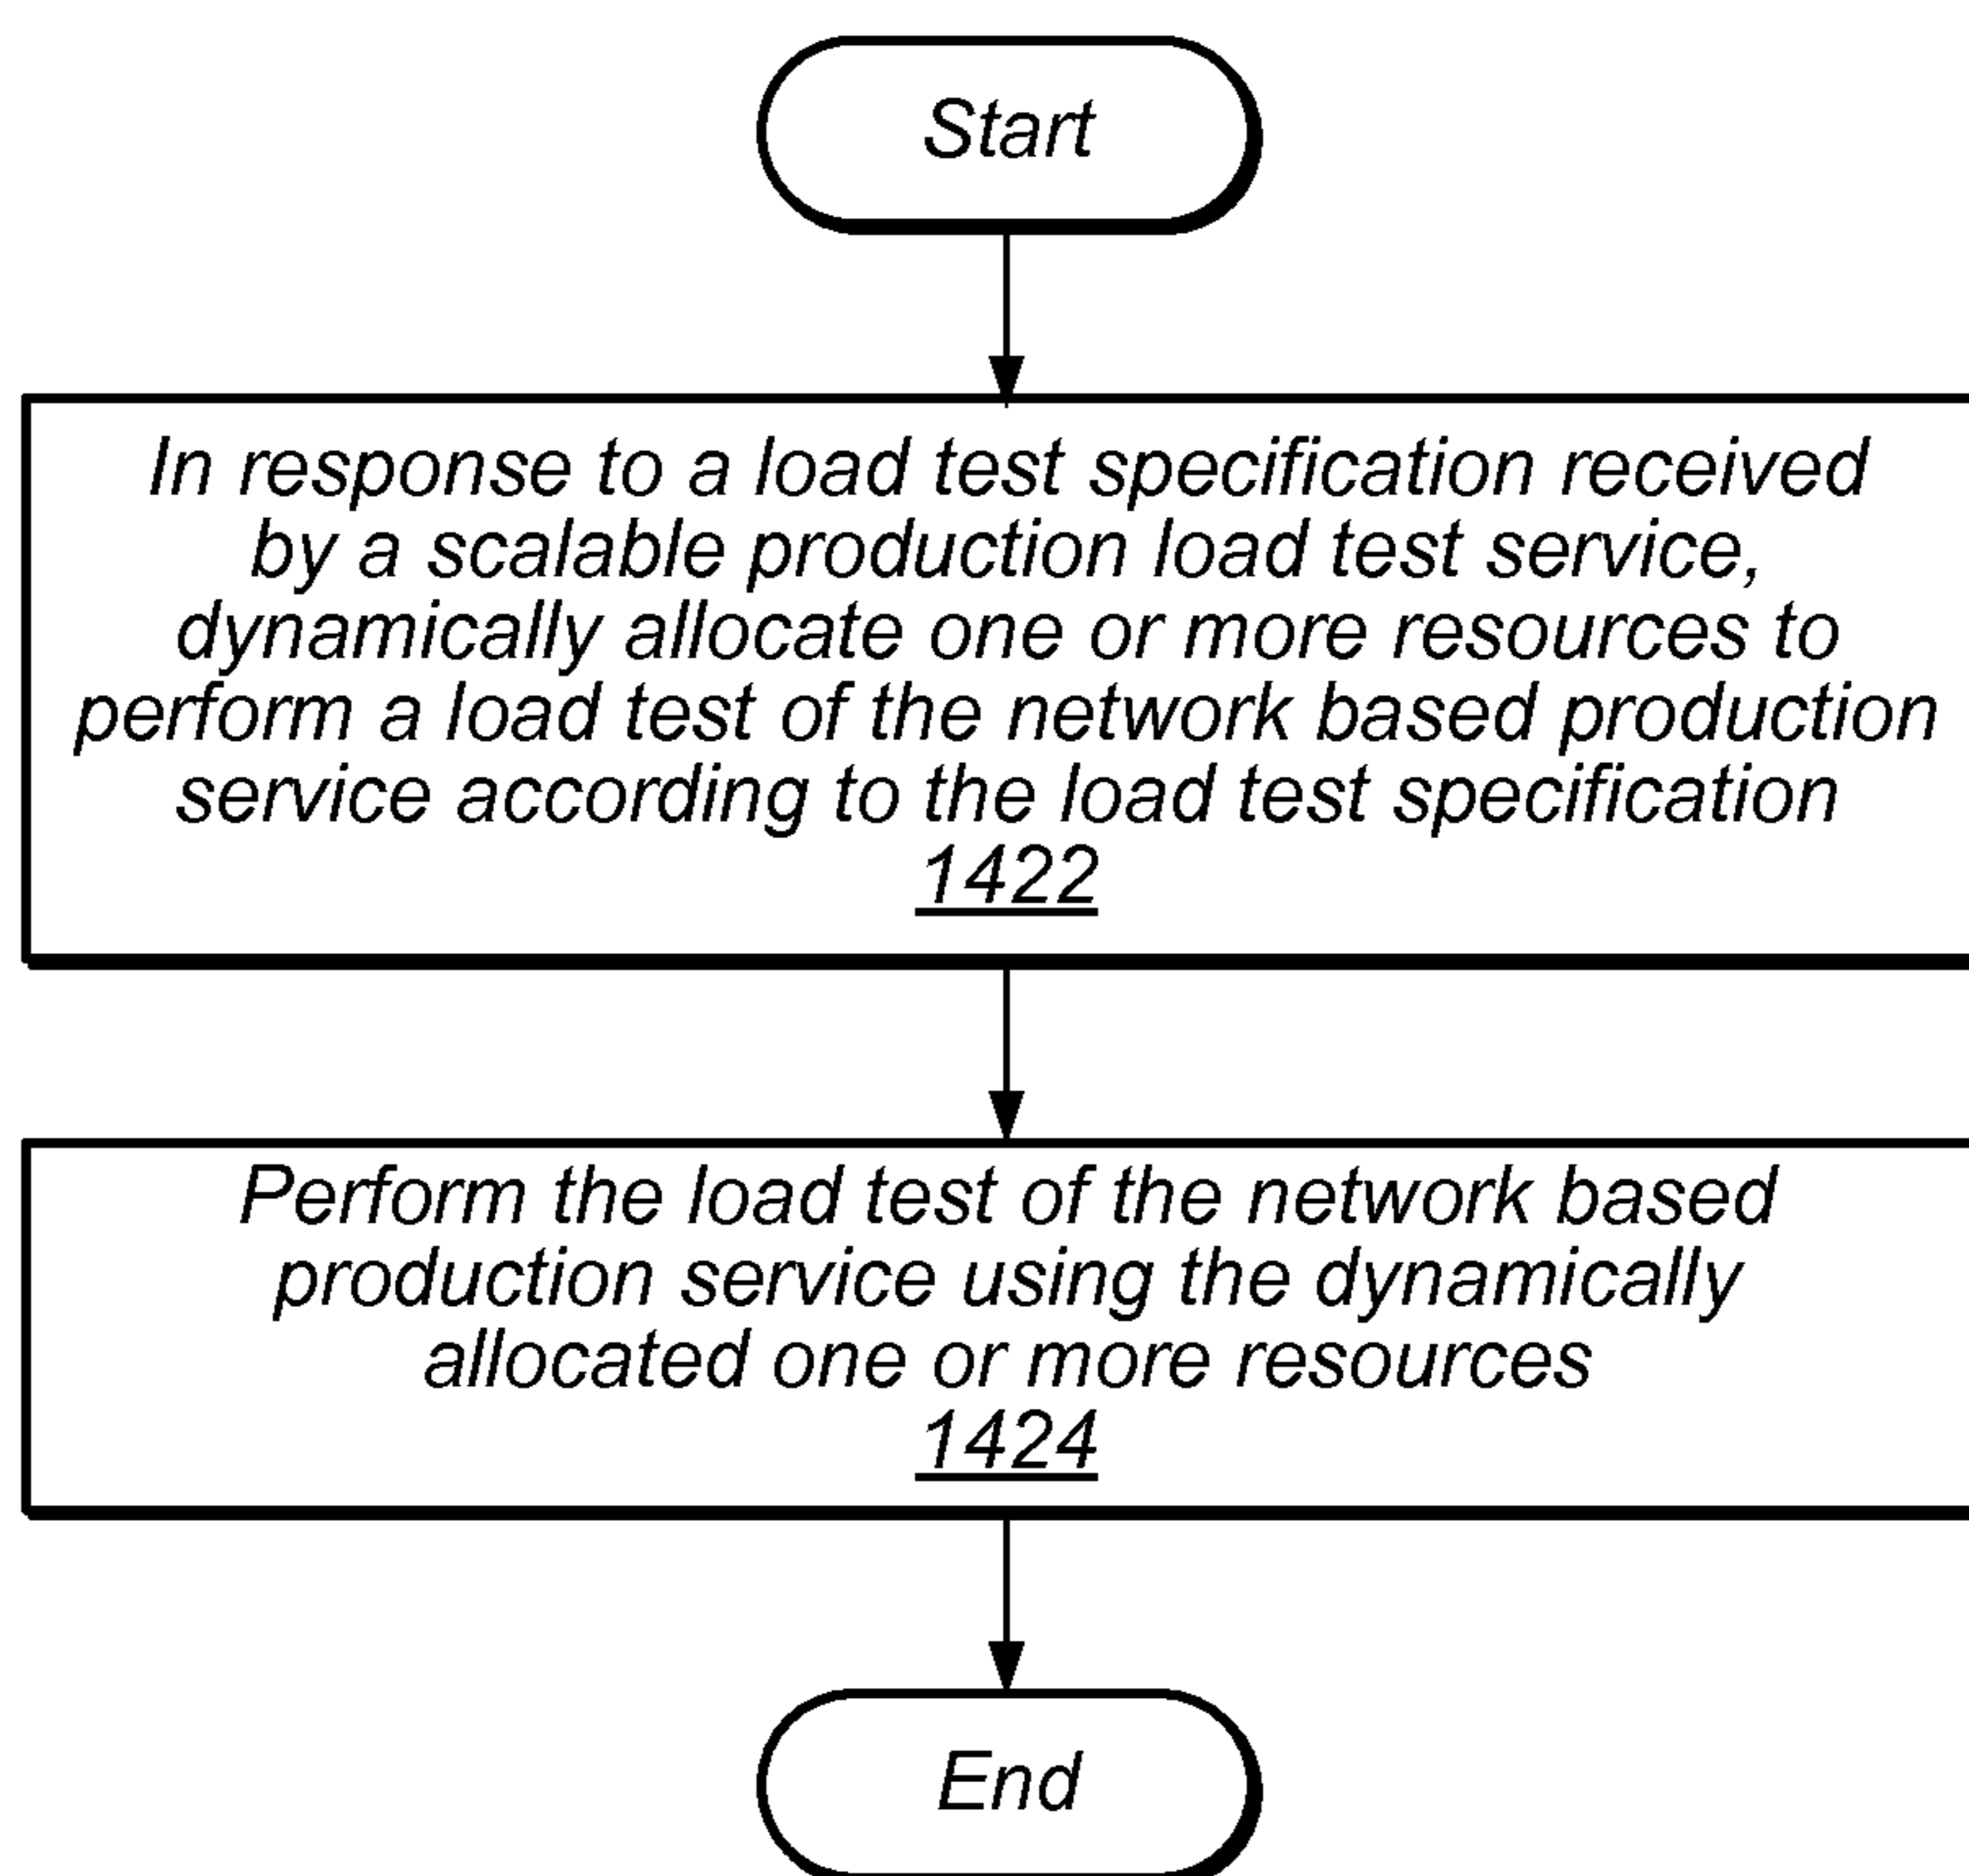 Start
In response to a load test specification received
by a scalable production load test service,
dynamically allocate one or more resources to
perform a load test of the network based production
service according to the load test specification
1422
Perform the load test of the network based
production service using the dynamically
allocated one or more resources
1424
End